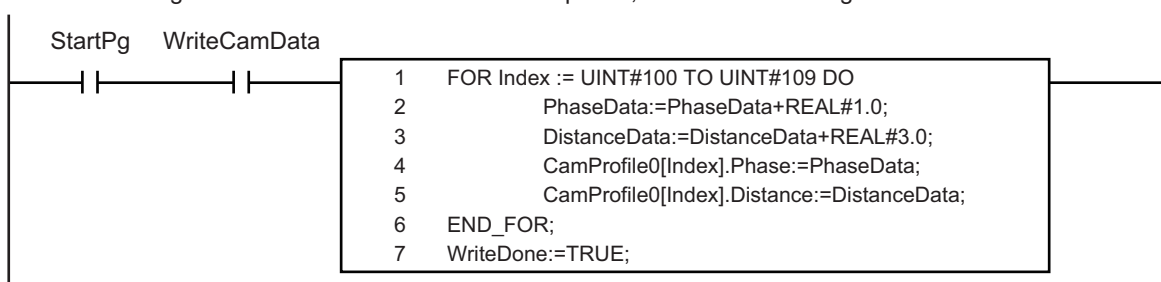 StartPg WriteCamData
1 FOR Index := UINT#100 TO UINT#109 DO
2 PhaseData:=PhaseData+REAL#1.0;
3 DistanceData:=DistanceData+REAL#3.0;
4 CamProfile0[Index].Phase:=PhaseData;
5 CamProfile0[Index].Distance:=DistanceData;
6 END_FOR;
7 WriteDone:=TRUE;